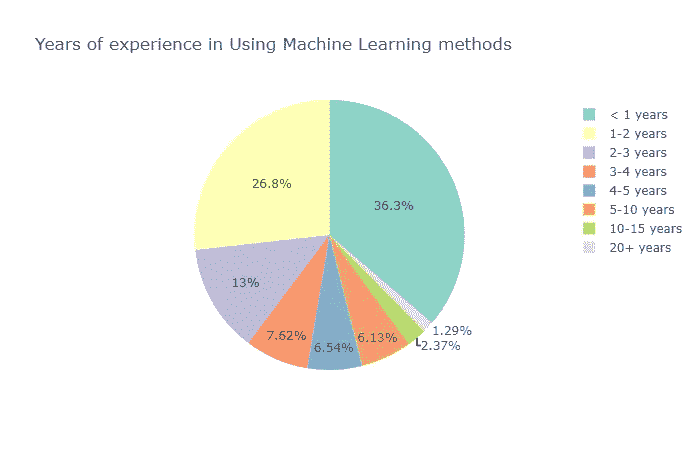 Years of experience in Using Machine Learning methods
36.3%
26.8%
13%
7.62%
6.54%
6.13%
2.37%
1.29%
< 1 years
1-2 years
2-3 years
3-4 years
4-5 years
5-10 years
10-15 years
20+ years